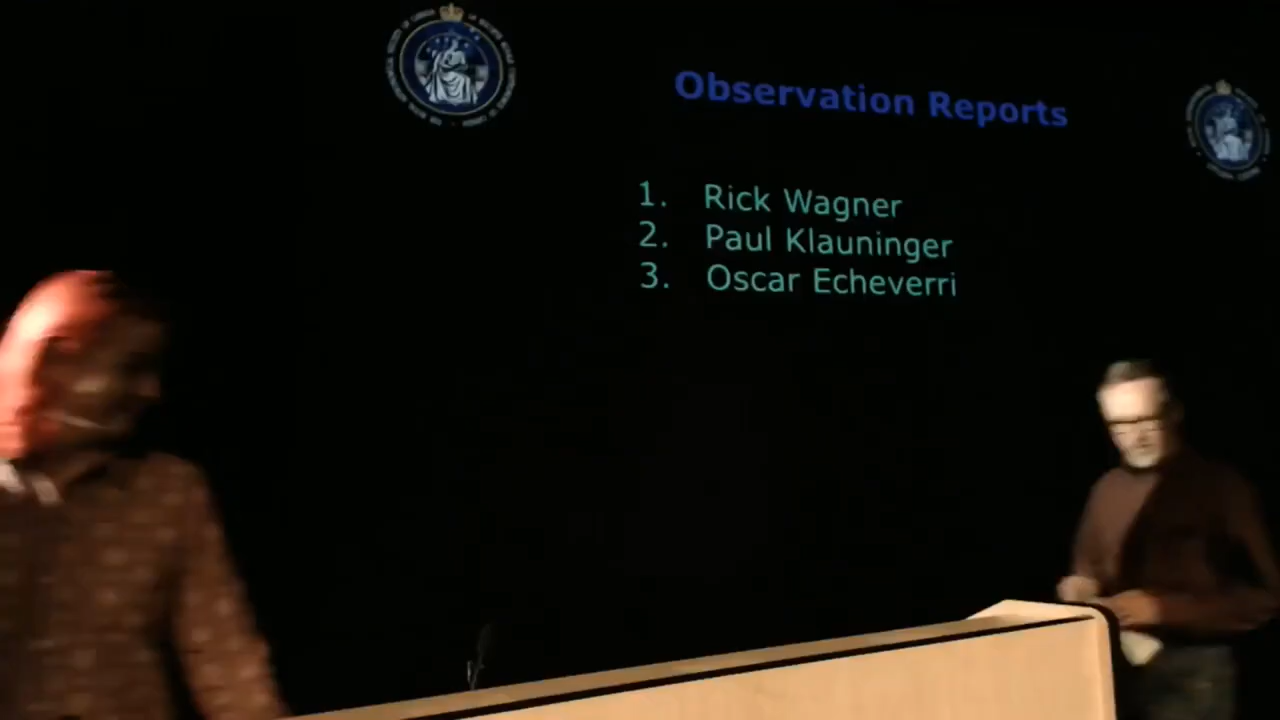 Observation Reports
1. Rick Wagner
2. Paul Klauninger
3. Oscar Echeverri